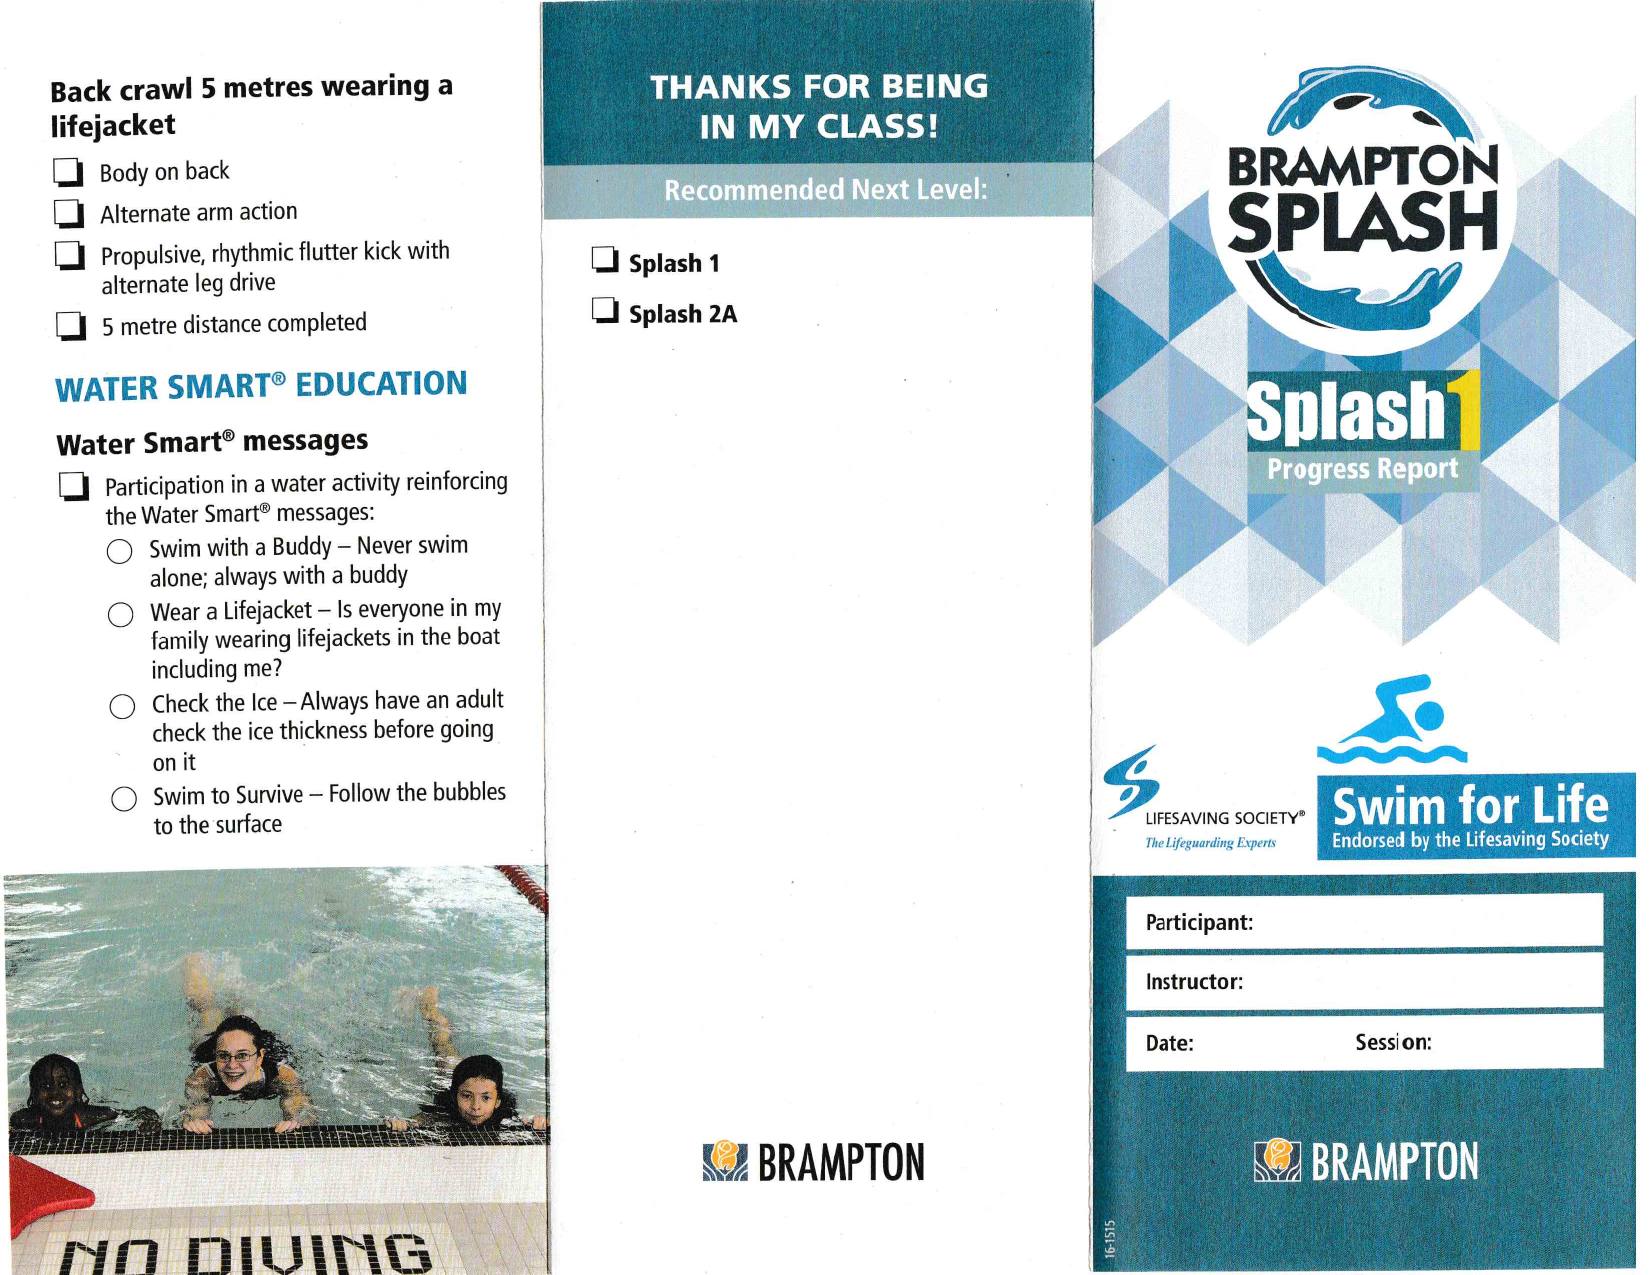 Back crawl 5 metres wearing a
lifejacket
Body on back
Alternate arm action
Propulsive, rhythmic flutter kick with
alternate leg drive
5 metre distance completed
WATER SMART® EDUCATION
Water Smart® messages
Participation in a water activity reinforcing
the Water Smart® messages:
Swim with a Buddy – Never swim
alone; always with a buddy
Wear a Lifejacket – Is everyone in my
family wearing lifejackets in the boat
including me?
Check the Ice – Always have an adult
check the ice thickness before going
on it
Swim to Survive – Follow the bubbles
to the surface
NO DIVING
THANKS FOR BEING
IN MY CLASS!
Recommended Next Level:
Splash 1
Splash 2A
BRAMPTON
BRAMPTON
SPLASH
Splash1
Progress Report
LIFESAVING SOCIETY®
The Lifeguarding Experts
Swim for Life
Endorsed by the Lifesaving Society
Participant:
Instructor:
Date: Session:
BRAMPTON
16-1515